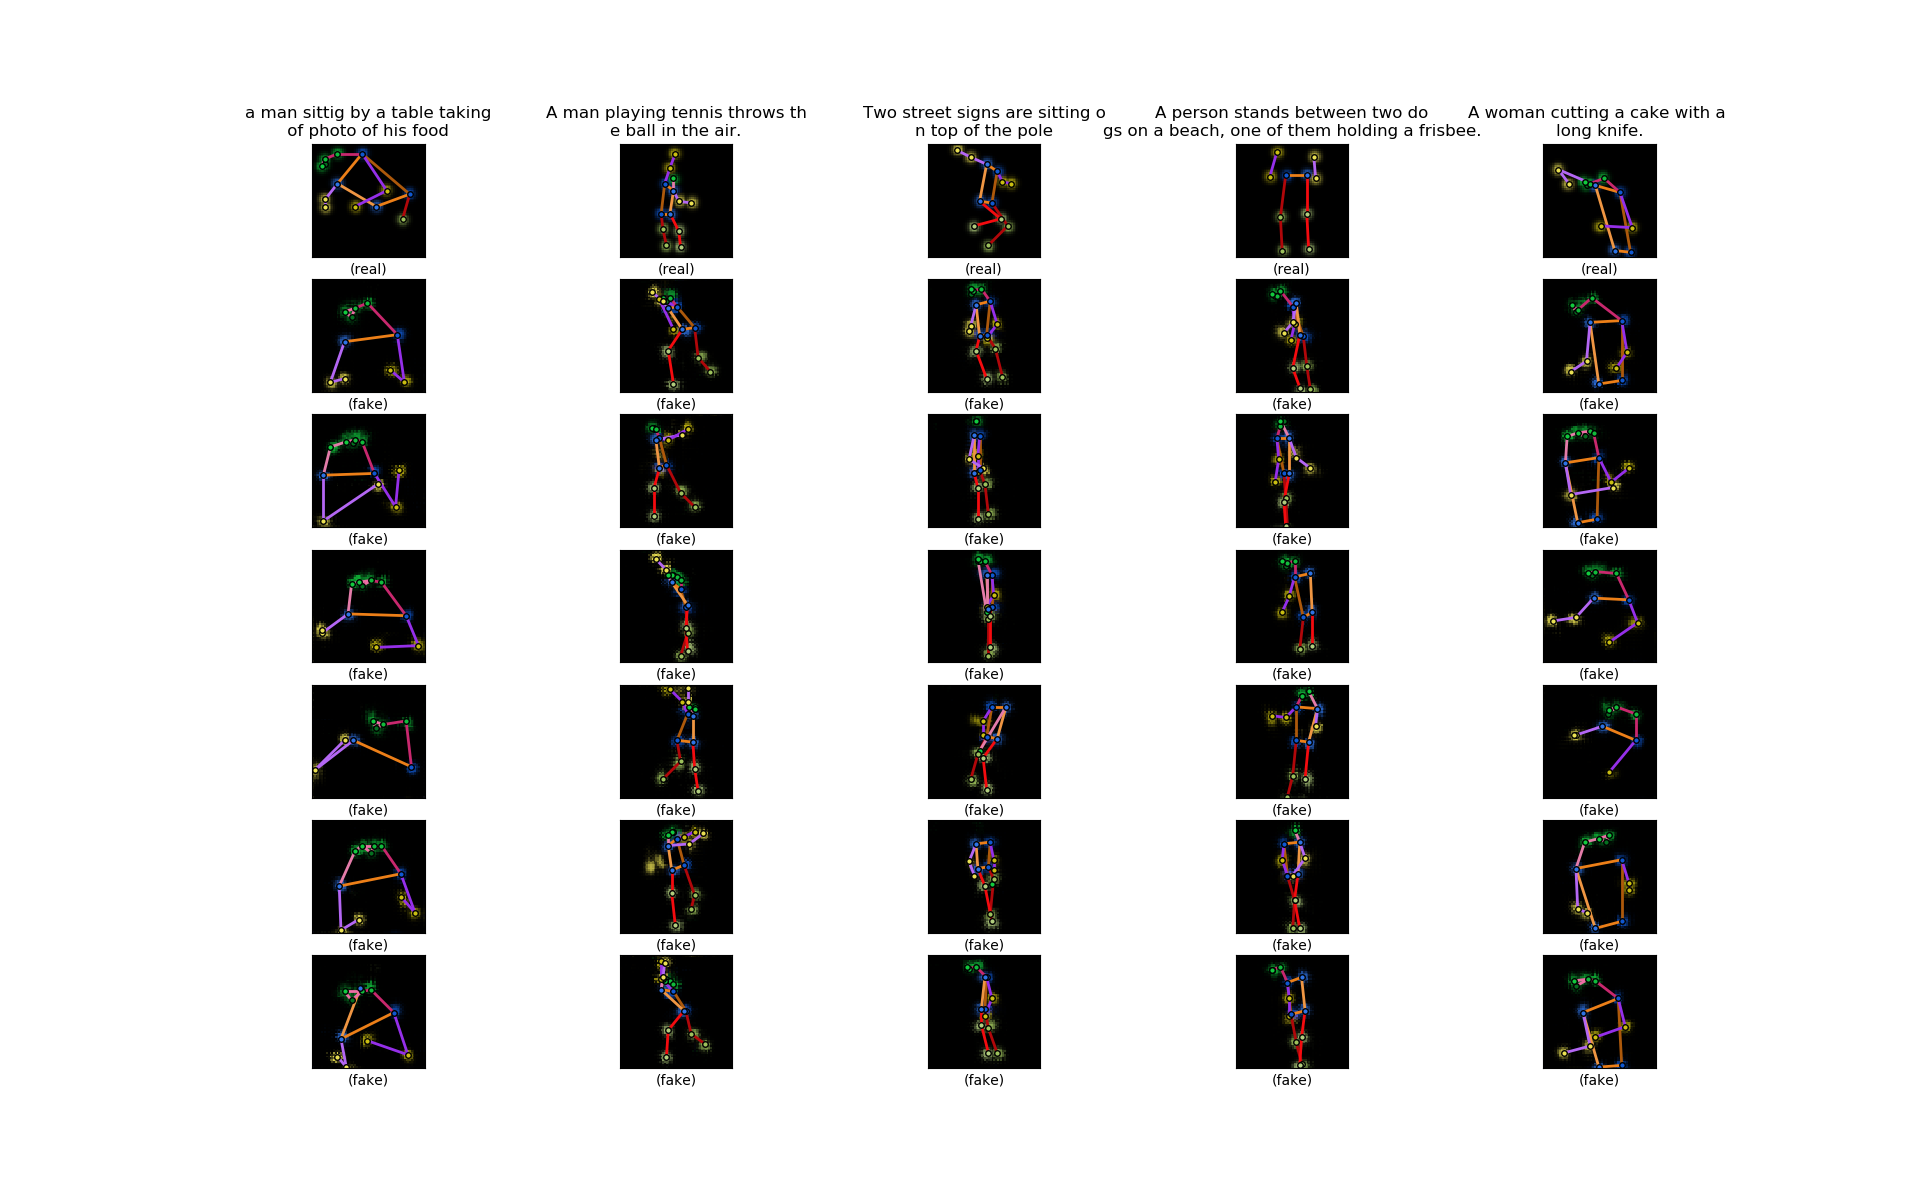 a man sittig by a table taking
of photo of his food
A man playing tennis throws th
e ball in the air.
Two street signs are sitting o
n top of the pole
A person stands between two do
gs on a beach, one of them holding a frisbee.
A woman cutting a cake with a
long knife.
(real) (real) (real) (real) (real)
(fake) (fake) (fake) (fake) (fake)
(fake) (fake) (fake) (fake) (fake)
(fake) (fake) (fake) (fake) (fake)
(fake) (fake) (fake) (fake) (fake)
(fake) (fake) (fake) (fake) (fake)
(fake) (fake) (fake) (fake) (fake)